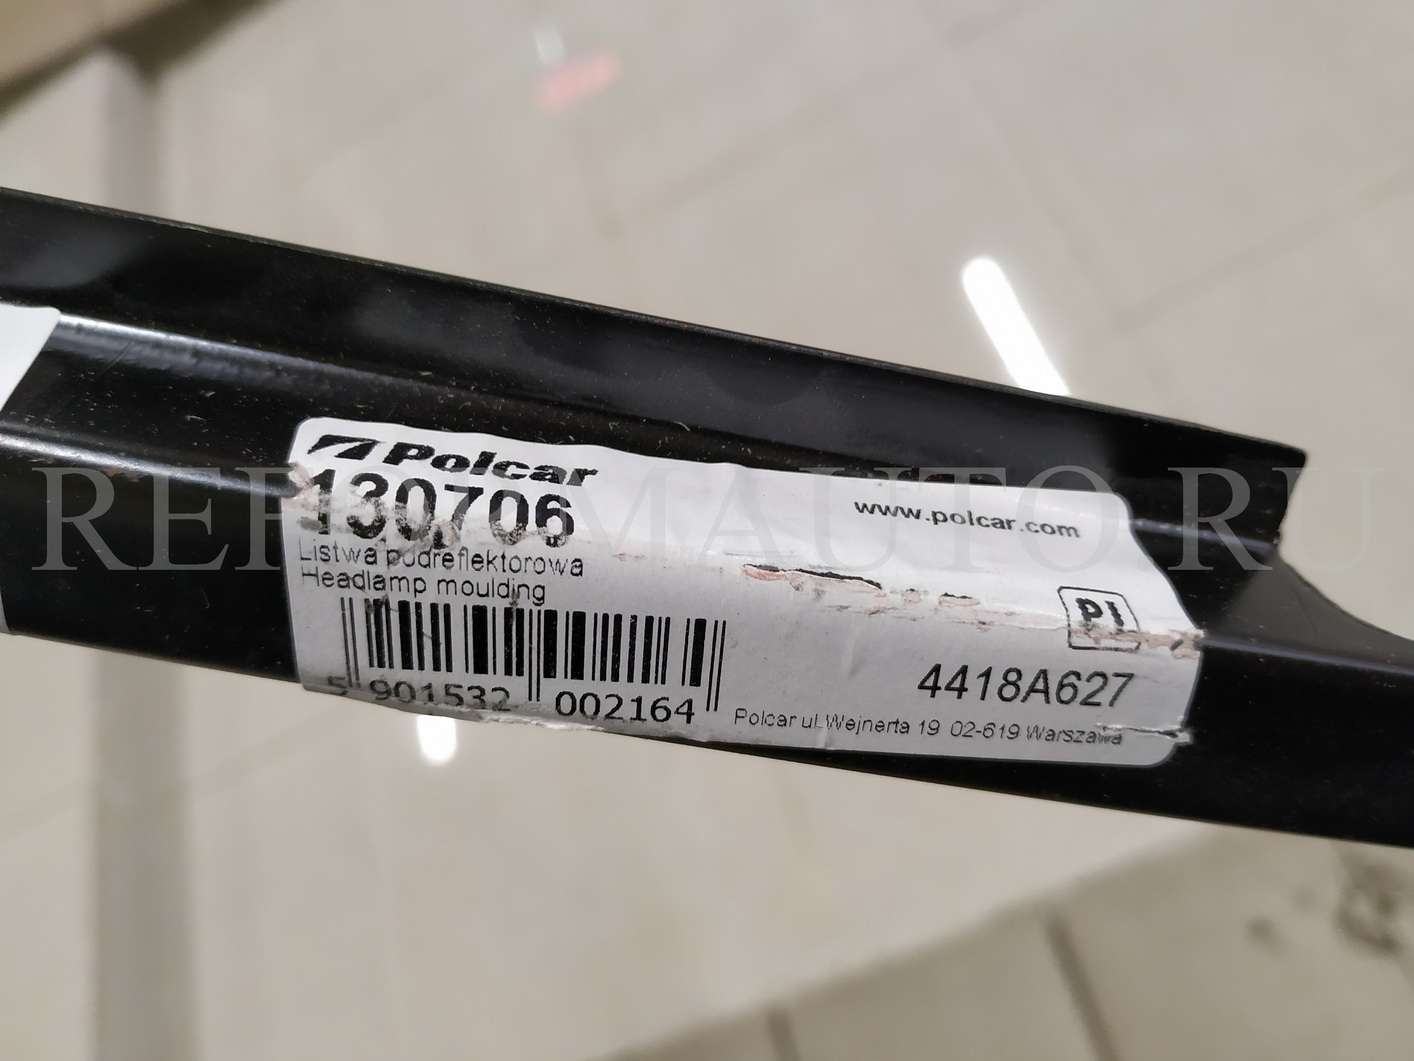 Polcar
130706
www.polcar.com
Listwa podreflektorowa
Headlamp moulding
PI
5 901532 002164
4418A627
Polcar ul.Wejnerta 19 02-619 Warszawa
REFORMAUTO.RU